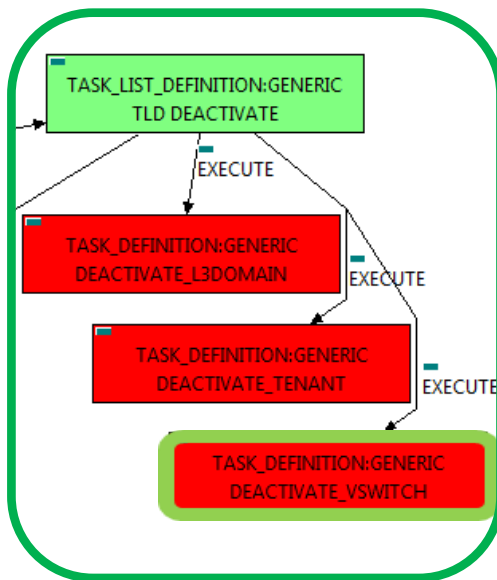 TASK_LIST_DEFINITION:GENERIC
TLD DEACTIVATE
EXECUTE
TASK_DEFINITION:GENERIC
DEACTIVATE_L3DOMAIN
EXECUTE
TASK_DEFINITION:GENERIC
DEACTIVATE_TENANT
EXECUTE
TASK_DEFINITION:GENERIC
DEACTIVATE_VSWITCH